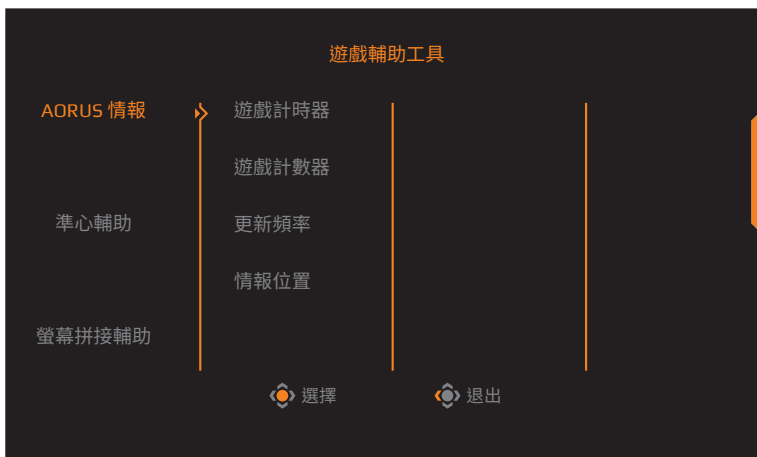 遊戲輔助工具
AORUS 情報
遊戲計時器
遊戲計數器
準心輔助
更新頻率
情報位置
螢幕拼接輔助
選擇
退出